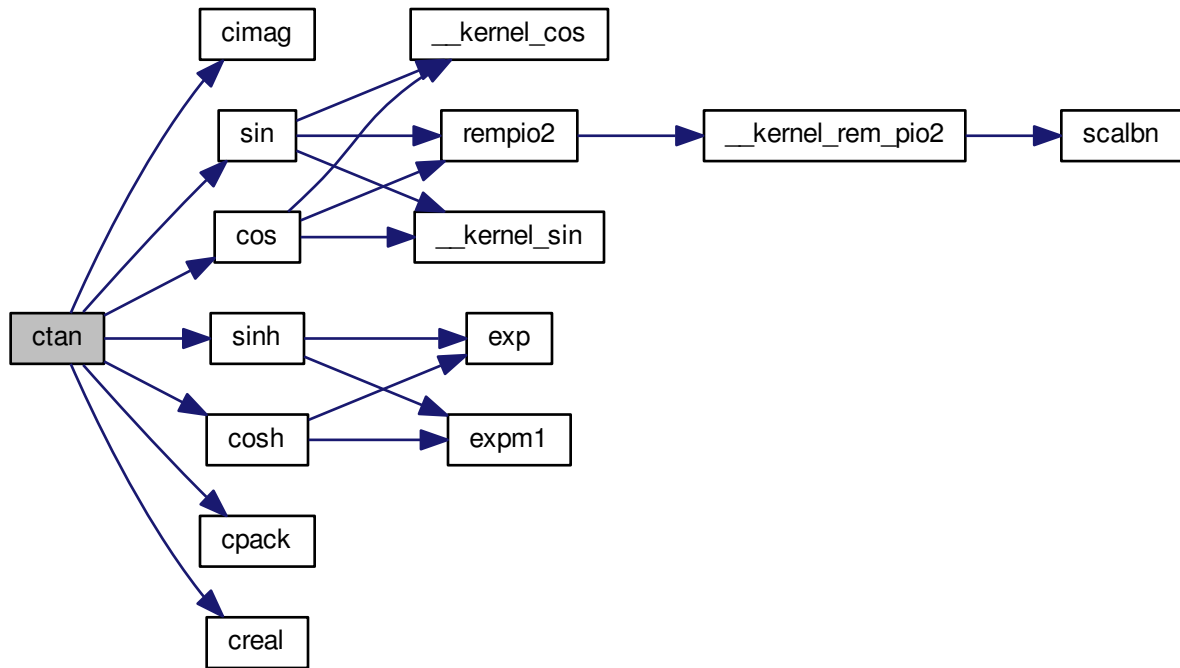 cimag
__kernel_cos
sin
rempio2
__kernel_rem_pio2
scalbn
cos
__kernel_sin
ctan
sinh
exp
cosh
expm1
cpack
creal